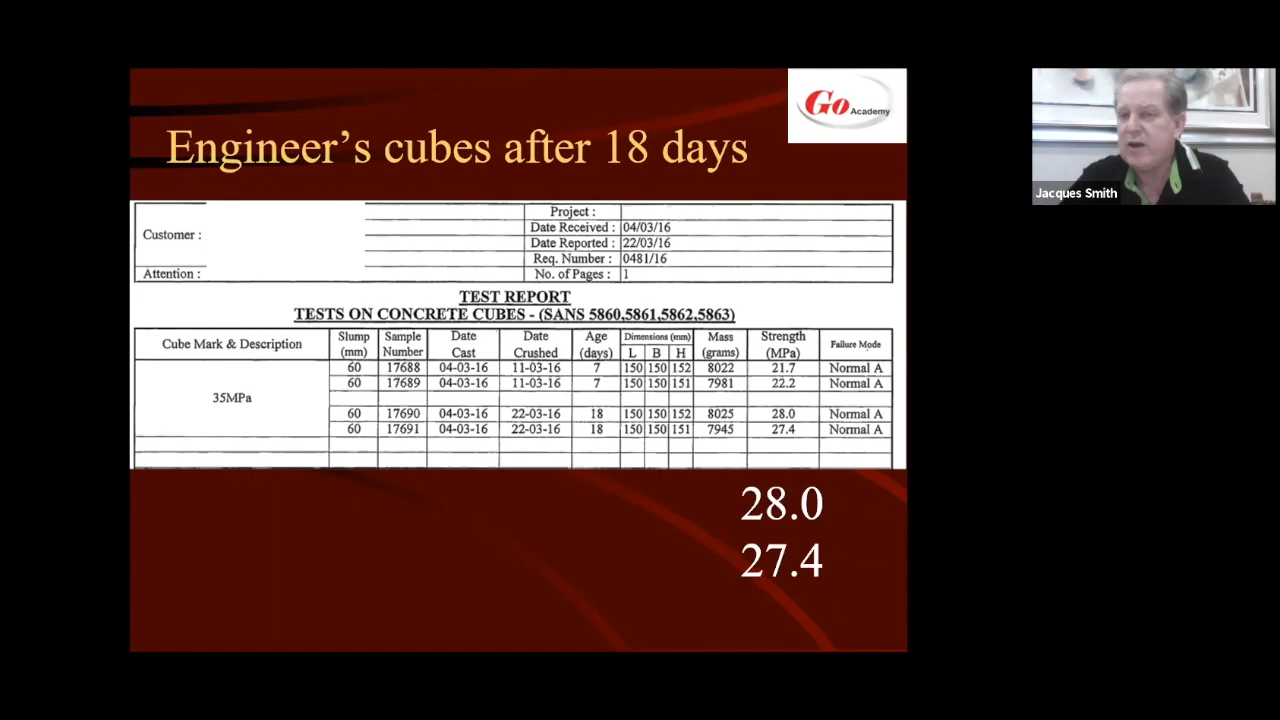 Go Academy
Engineer's cubes after 18 days
Customer :
Project :
Date Received : 04/03/16
Date Reported : 22/03/16
Req. Number : 0481/16
Attention :
No. of Pages : 1
TEST REPORT
TESTS ON CONCRETE CUBES - (SANS 5860,5861,5862,5863)
Cube Mark & Description Slump (mm) Sample Number Date Cast Date Crushed Age (days) Dimensions (mm) L B H Mass (grams) Strength (MPa) Failure Mode
60 17688 04-03-16 11-03-16 7 150 150 152 8022 21.7 Normal A
60 17689 04-03-16 11-03-16 7 150 150 151 7981 22.2 Normal A
35MPa
60 17690 04-03-16 22-03-16 18 150 150 152 8025 28.0 Normal A
60 17691 04-03-16 22-03-16 18 150 150 151 7945 27.4 Normal A
28.0
27.4
Jacques Smith